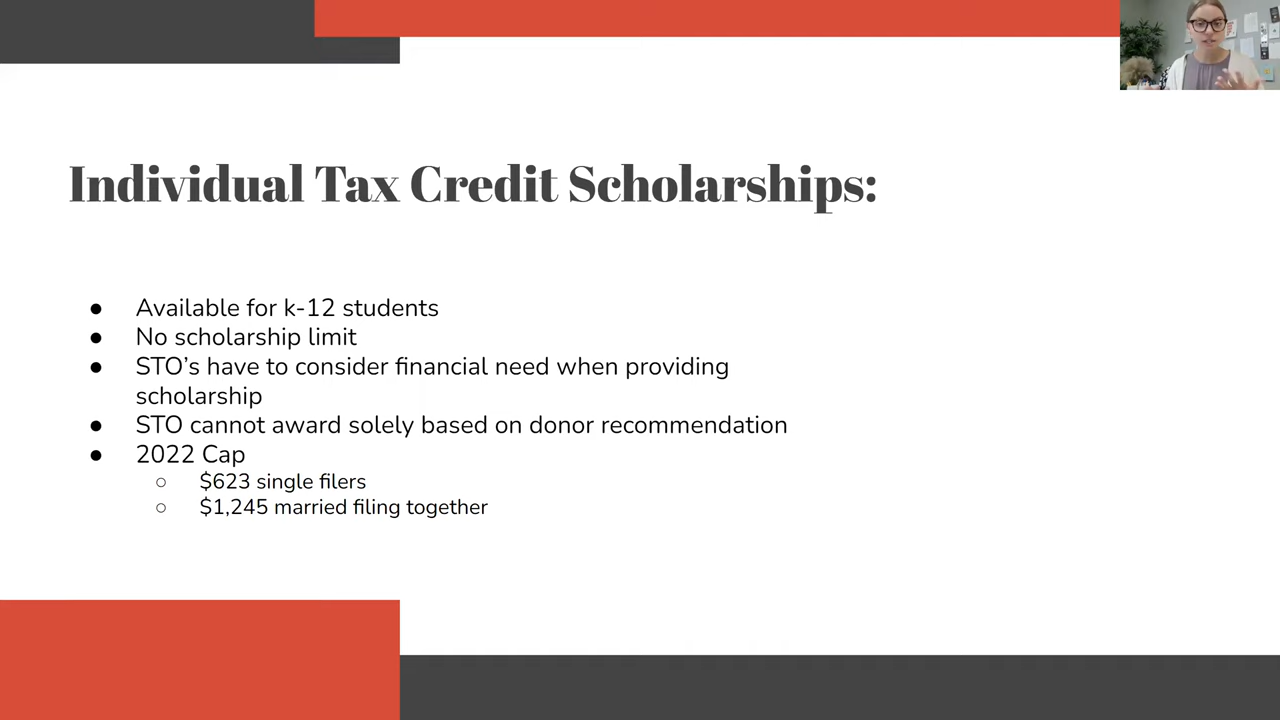 Individual Tax Credit Scholarships:
● Available for k-12 students
● No scholarship limit
● STO’s have to consider financial need when providing
scholarship
● STO cannot award solely based on donor recommendation
● 2022 Cap
○ $623 single filers
○ $1,245 married filing together